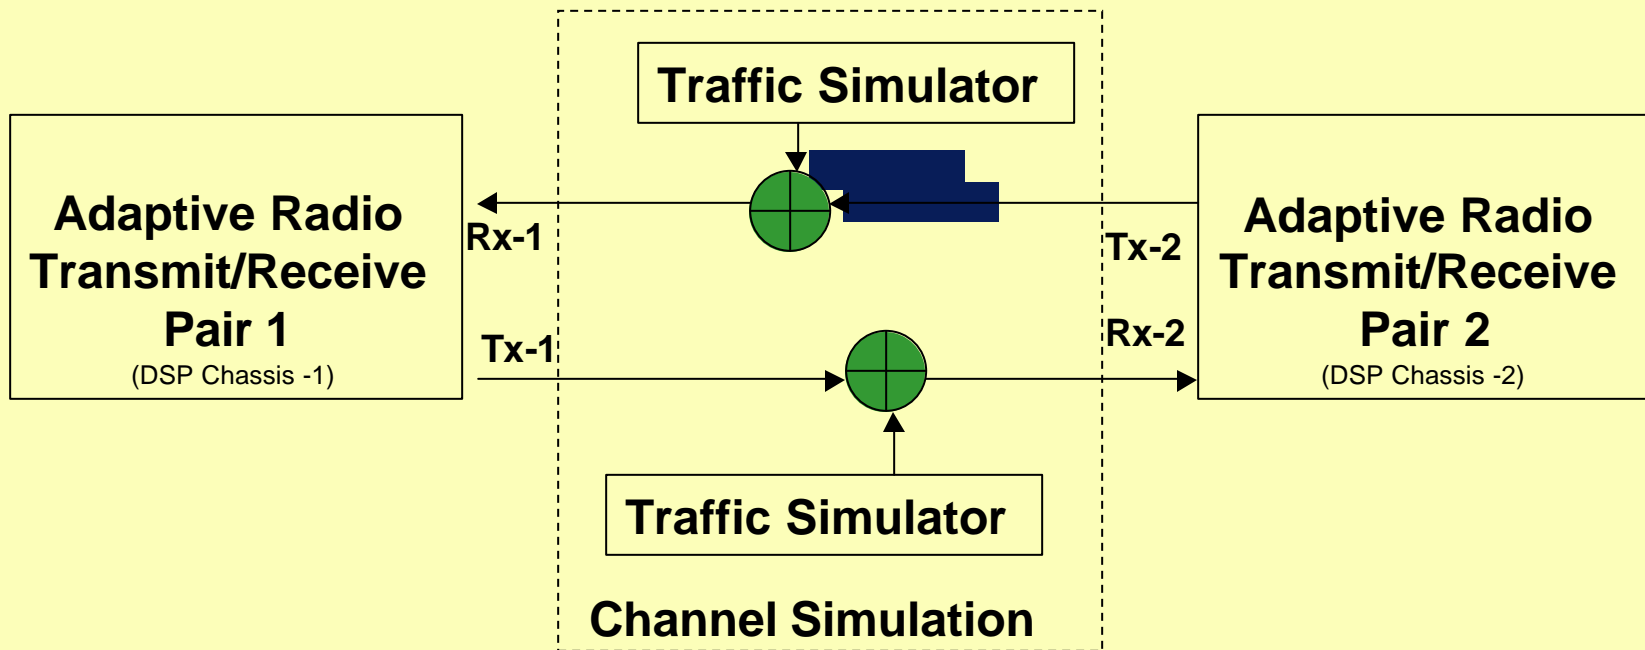 Traffic Simulator
Adaptive Radio
Transmit/Receive
Pair 1
(DSP Chassis -1)
Rx-1
Tx-1
Tx-2
Rx-2
Adaptive Radio
Transmit/Receive
Pair 2
(DSP Chassis -2)
Traffic Simulator
Channel Simulation